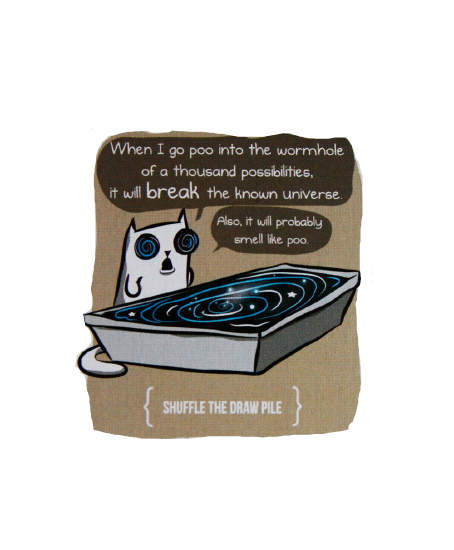 When I go poo into the wormhole
of a thousand possibilities,
it will break the known universe.
Also, it will probably
smell like poo.
{ SHUFFLE THE DRAW PILE }